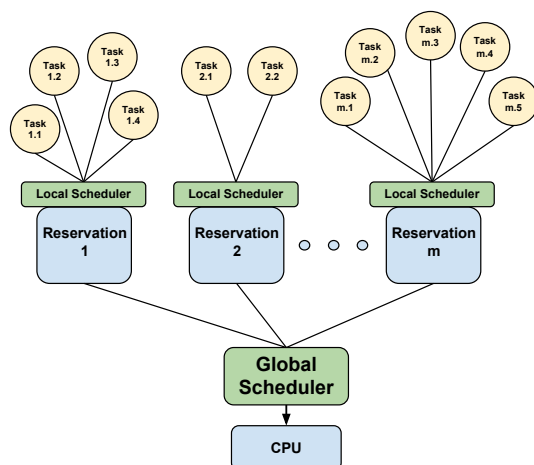 Task
1.1
Task
1.2
Task
1.3
Task
1.4
Task
2.1
Task
2.2
Task
m.1
Task
m.2
Task
m.3
Task
m.4
Task
m.5
Local Scheduler
Local Scheduler
Local Scheduler
Reservation
1
Reservation
2
Reservation
m
Global
Scheduler
CPU